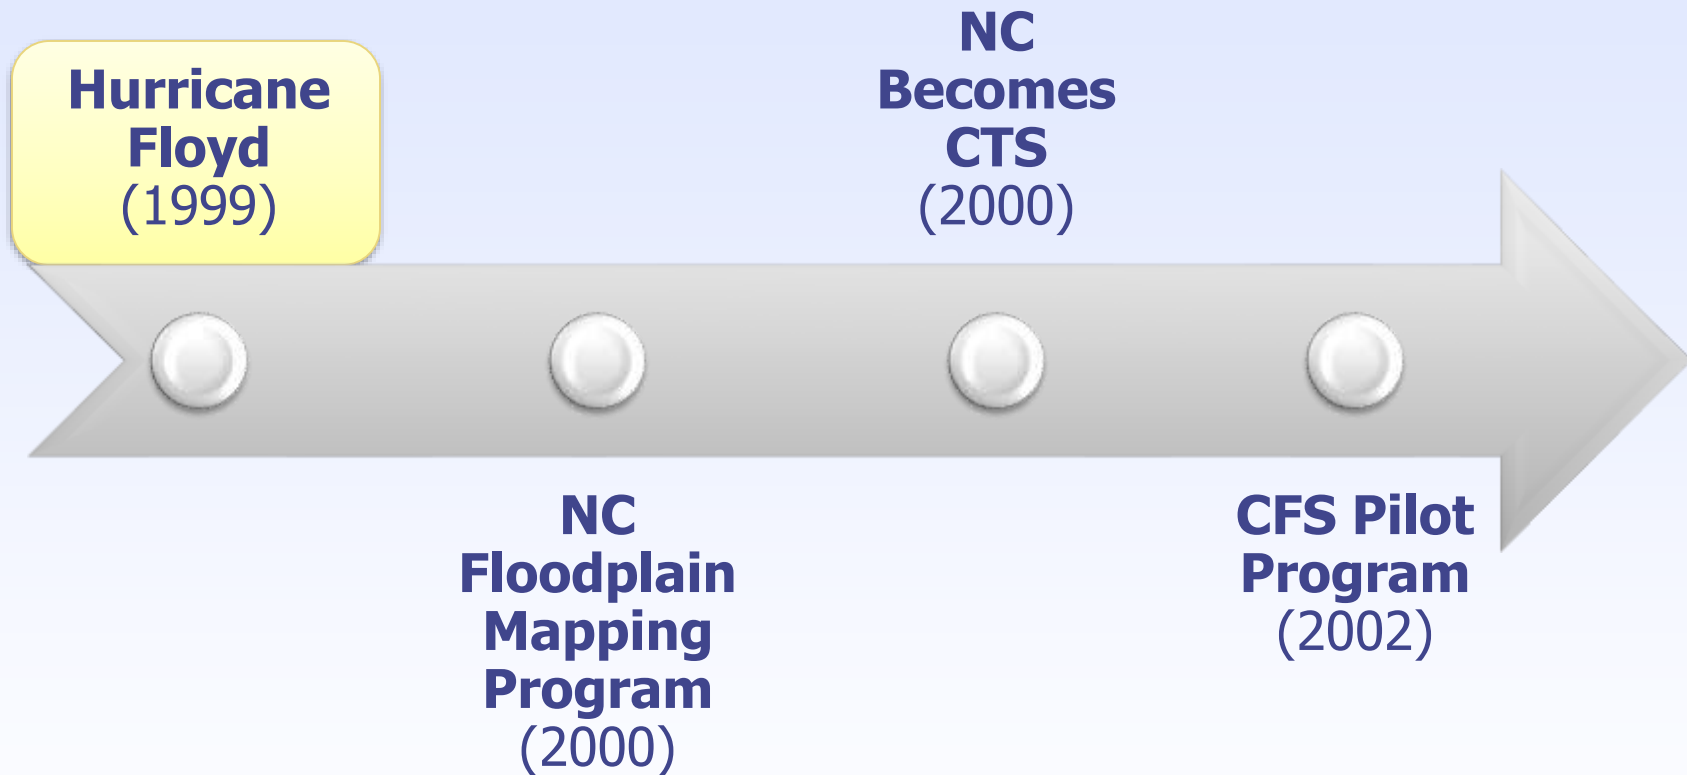 Hurricane
Floyd
(1999)
NC
Floodplain
Mapping
Program
(2000)
NC
Becomes
CTS
(2000)
CFS Pilot
Program
(2002)